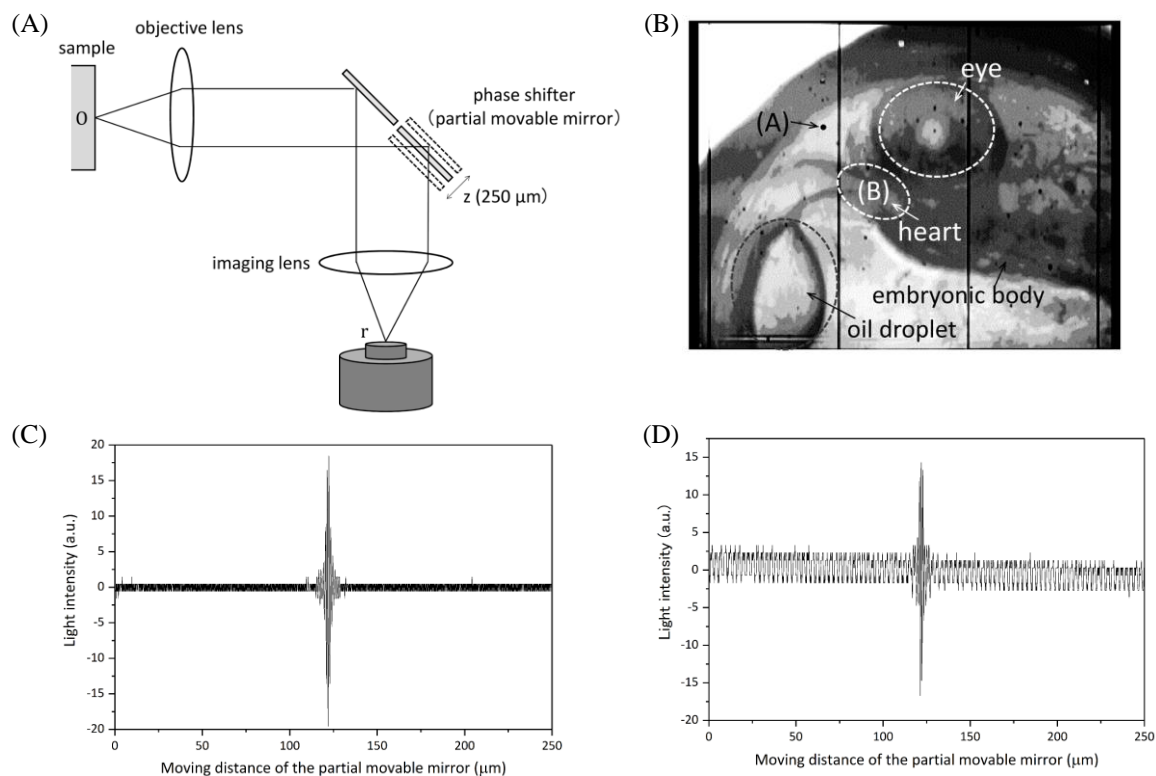 (A)
objective lens
sample
O
phase shifter
(partial movable mirror)
z (250 μm)
imaging lens
r
(B)
eye
(A)
(B)
heart
embryonic body
oil droplet
(C)
Light intensity (a.u.)
20
15
10
5
0
-5
-10
-15
-20
0 50 100 150 200 250
Moving distance of the partial movable mirror (μm)
(D)
Light intensity (a.u.)
15
10
5
0
-5
-10
-15
-20
0 50 100 150 200 250
Moving distance of the partial movable mirror (μm)